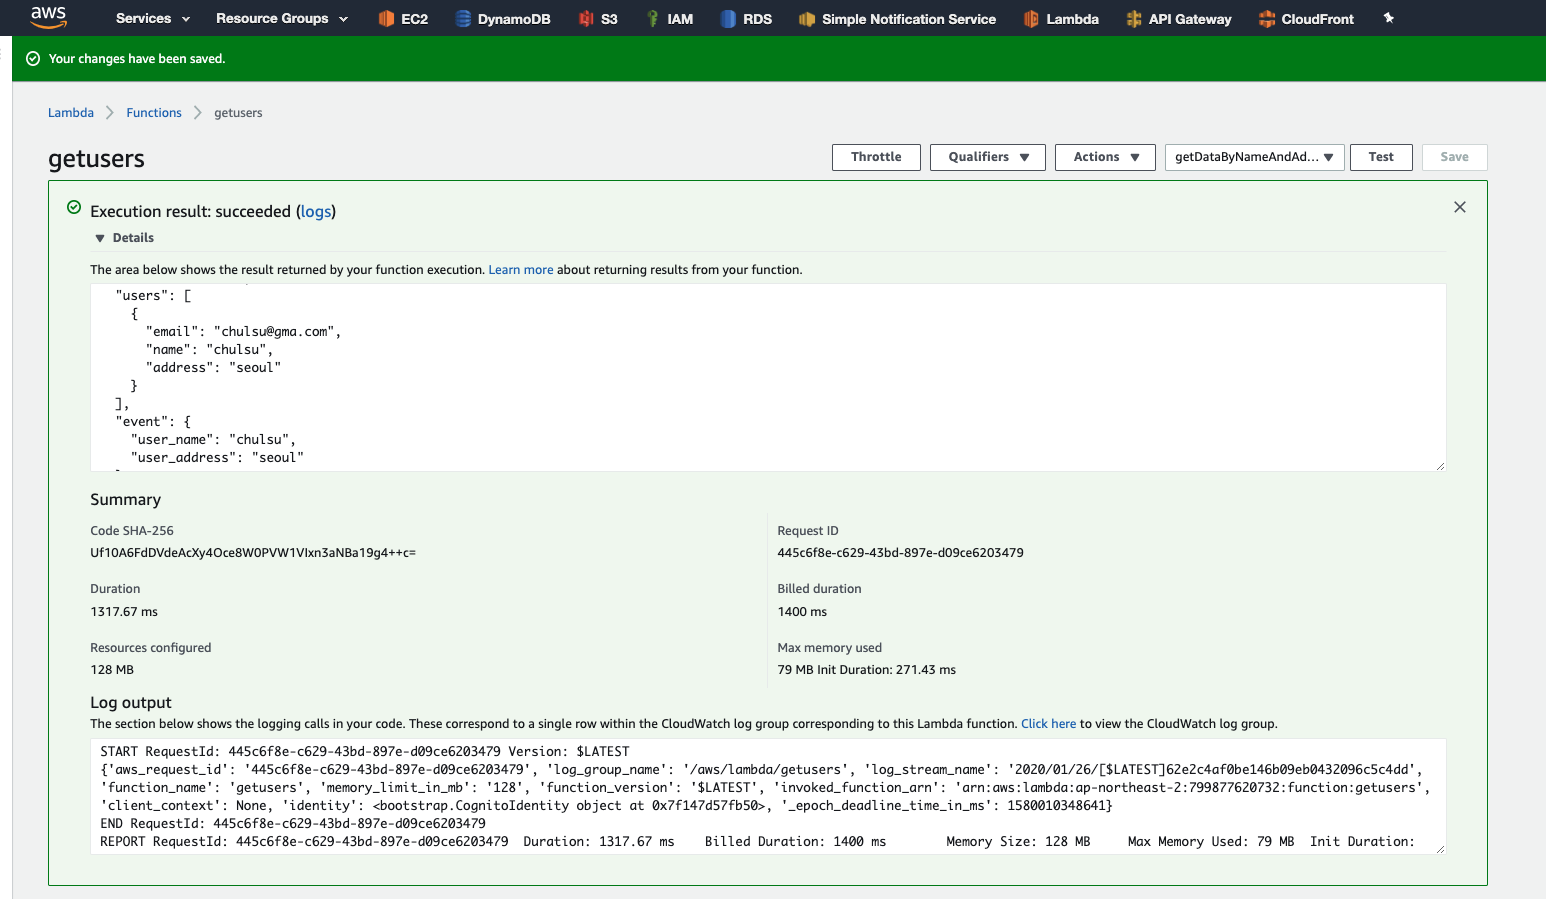 aws Services Resource Groups EC2 DynamoDB S3 IAM RDS Simple Notification Service Lambda API Gateway CloudFront
Your changes have been saved.
Lambda Functions getusers
getusers
Throttle Qualifiers Actions getDataByNameAndAd... Test Save
Execution result: succeeded (logs)
Details
The area below shows the result returned by your function execution. Learn more about returning results from your function.
"users": [
{
"email": "chulsu@gma.com",
"name": "chulsu",
"address": "seoul"
}
],
"event": {
"user_name": "chulsu",
"user_address": "seoul"
Summary
Code SHA-256
Uf10A6FdDVdeAcXy4Oce8W0PVW1VIxn3aNBa19g4++c=
Request ID
445c6f8e-c629-43bd-897e-d09ce6203479
Duration
1317.67 ms
Billed duration
1400 ms
Resources configured
128 MB
Max memory used
79 MB Init Duration: 271.43 ms
Log output
The section below shows the logging calls in your code. These correspond to a single row within the CloudWatch log group corresponding to this Lambda function. Click here to view the CloudWatch log group.
START RequestId: 445c6f8e-c629-43bd-897e-d09ce6203479 Version: $LATEST
{'aws_request_id': '445c6f8e-c629-43bd-897e-d09ce6203479', 'log_group_name': '/aws/lambda/getusers', 'log_stream_name': '2020/01/26/[$LATEST]62e2c4af0be146b09eb0432096c5c4dd',
'function_name': 'getusers', 'memory_limit_in_mb': '128', 'function_version': '$LATEST', 'invoked_function_arn': 'arn:aws:lambda:ap-northeast-2:799877620732:function:getusers',
'client_context': None, 'identity': <bootstrap.CognitoIdentity object at 0x7f147d57fb50>, '_epoch_deadline_time_in_ms': 1580010348641}
END RequestId: 445c6f8e-c629-43bd-897e-d09ce6203479
REPORT RequestId: 445c6f8e-c629-43bd-897e-d09ce6203479 Duration: 1317.67 ms Billed Duration: 1400 ms Memory Size: 128 MB Max Memory Used: 79 MB Init Duration: